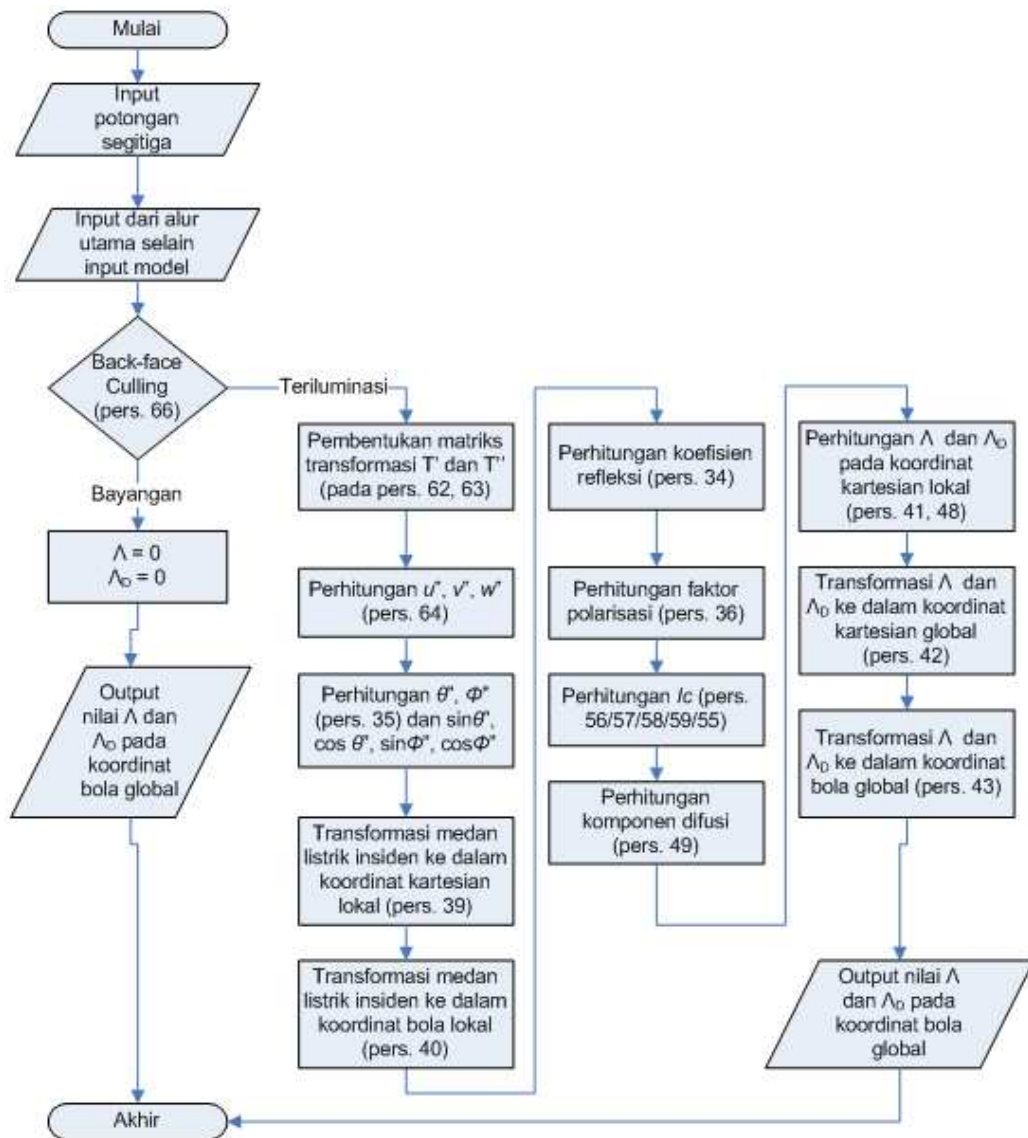 Mulai
Input
potongan
segitiga
Input dari alur
utama selain
input model
Back-face
Culling
(pers. 66)
Teriluminasi
Bayangan
Λ = 0
Λ_D = 0
Output
nilai Λ dan
Λ_D pada
koordinat
bola global
Pembentukan matriks
transformasi T' dan T''
(pada pers. 62, 63)
Perhitungan u'', v'', w''
(pers. 64)
Perhitungan θ'', Φ''
(pers. 35) dan sinθ'',
cos θ'', sinΦ'', cosΦ''
Transformasi medan
listrik insiden ke dalam
koordinat kartesian
lokal (pers. 39)
Transformasi medan
listrik insiden ke dalam
koordinat bola lokal
(pers. 40)
Perhitungan koefisien
refleksi (pers. 34)
Perhitungan faktor
polarisasi (pers. 36)
Perhitungan Ic (pers.
56/57/58/59/55)
Perhitungan
komponen difusi
(pers. 49)
Perhitungan Λ dan Λ_D
pada koordinat
kartesian lokal
(pers. 41, 48)
Transformasi Λ dan
Λ_D ke dalam koordinat
kartesian global
(pers. 42)
Transformasi Λ dan
Λ_D ke dalam koordinat
bola global (pers. 43)
Output nilai Λ
dan Λ_D pada
koordinat bola
global
Akhir